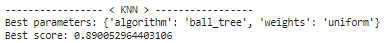 ----------------- < KNN > -----------------
Best parameters: {'algorithm': 'ball_tree', 'weights': 'uniform'}
Best score: 0.890052964403106